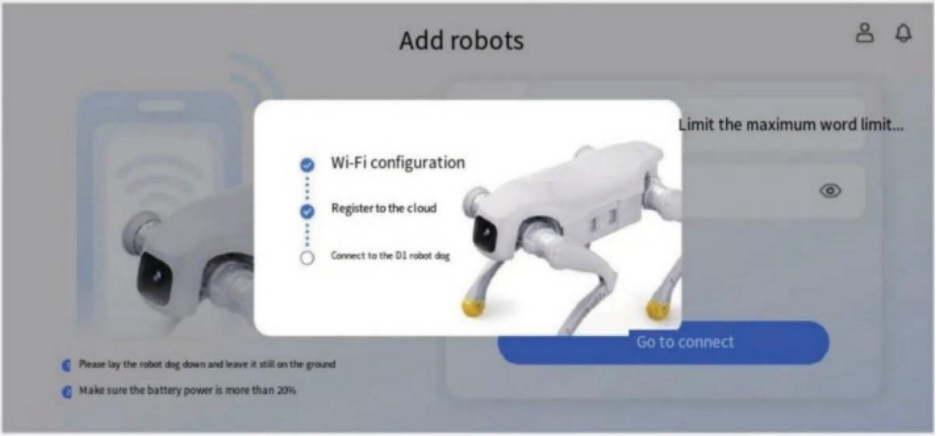 Add robots
Limit the maximum word limit...
Wi-Fi configuration
Register to the cloud
Connect to the D1 robot dog
Go to connect
Please lay the robot dog down and leave it still on the ground
Make sure the battery power is more than 20%